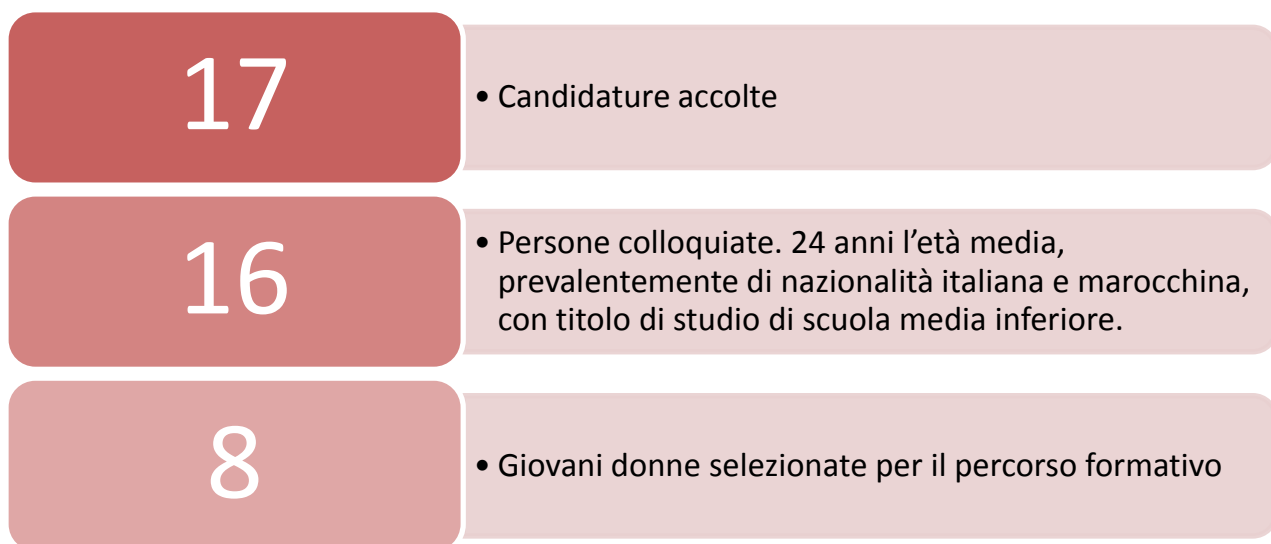 17
• Candidature accolte
16
• Persone colloquiate. 24 anni l’età media,
prevalentemente di nazionalità italiana e marocchina,
con titolo di studio di scuola media inferiore.
8
• Giovani donne selezionate per il percorso formativo